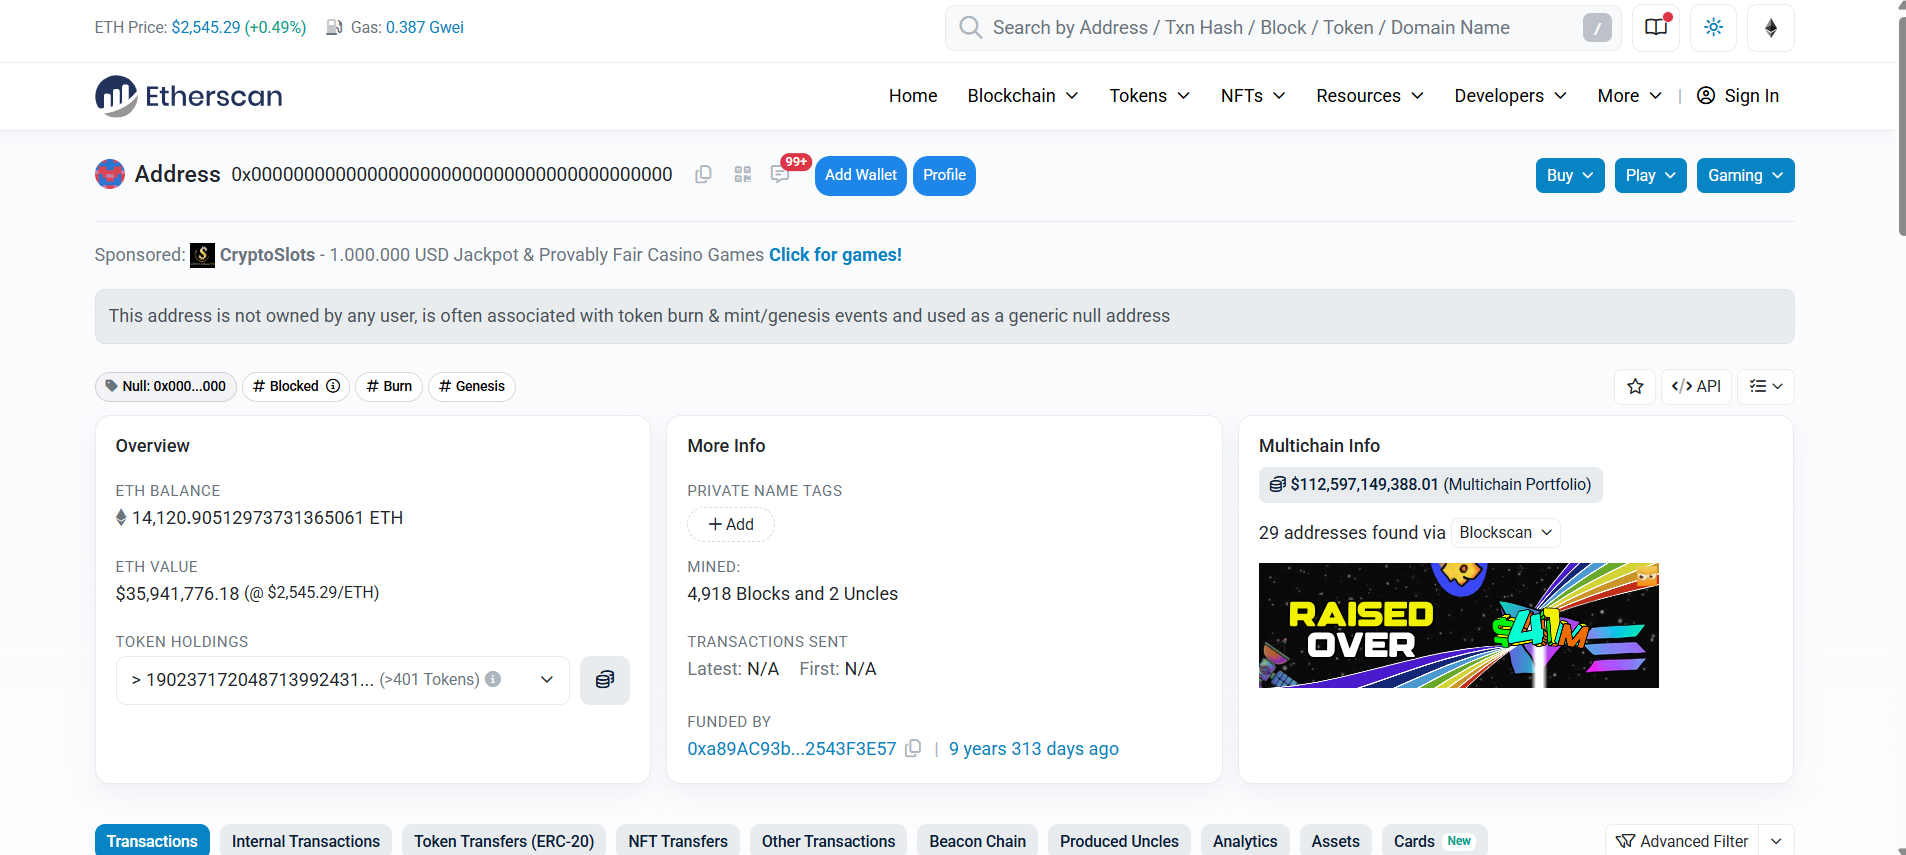 ETH Price: $2,545.29 (+0.49%) Gas: 0.387 Gwei
Search by Address / Txn Hash / Block / Token / Domain Name /
Etherscan
Home Blockchain Tokens NFTs Resources Developers More | Sign In
Address 0x0000000000000000000000000000000000000000 99+ Add Wallet Profile
Buy Play Gaming
Sponsored: CryptoSlots - 1.000.000 USD Jackpot & Provably Fair Casino Games Click for games!
This address is not owned by any user, is often associated with token burn & mint/genesis events and used as a generic null address
Null: 0x000...000 # Blocked # Burn # Genesis
</> API
Overview
ETH BALANCE
14,120.90512973731365061 ETH
ETH VALUE
$35,941,776.18 (@ $2,545.29/ETH)
TOKEN HOLDINGS
> 190237172048713992431... (>401 Tokens)
More Info
PRIVATE NAME TAGS
+ Add
MINED:
4,918 Blocks and 2 Uncles
TRANSACTIONS SENT
Latest: N/A First: N/A
FUNDED BY
0xa89AC93b...2543F3E57 | 9 years 313 days ago
Multichain Info
$112,597,149,388.01 (Multichain Portfolio)
29 addresses found via Blockscan
RAISED
OVER $41M
Transactions Internal Transactions Token Transfers (ERC-20) NFT Transfers Other Transactions Beacon Chain Produced Uncles Analytics Assets Cards New
Advanced Filter